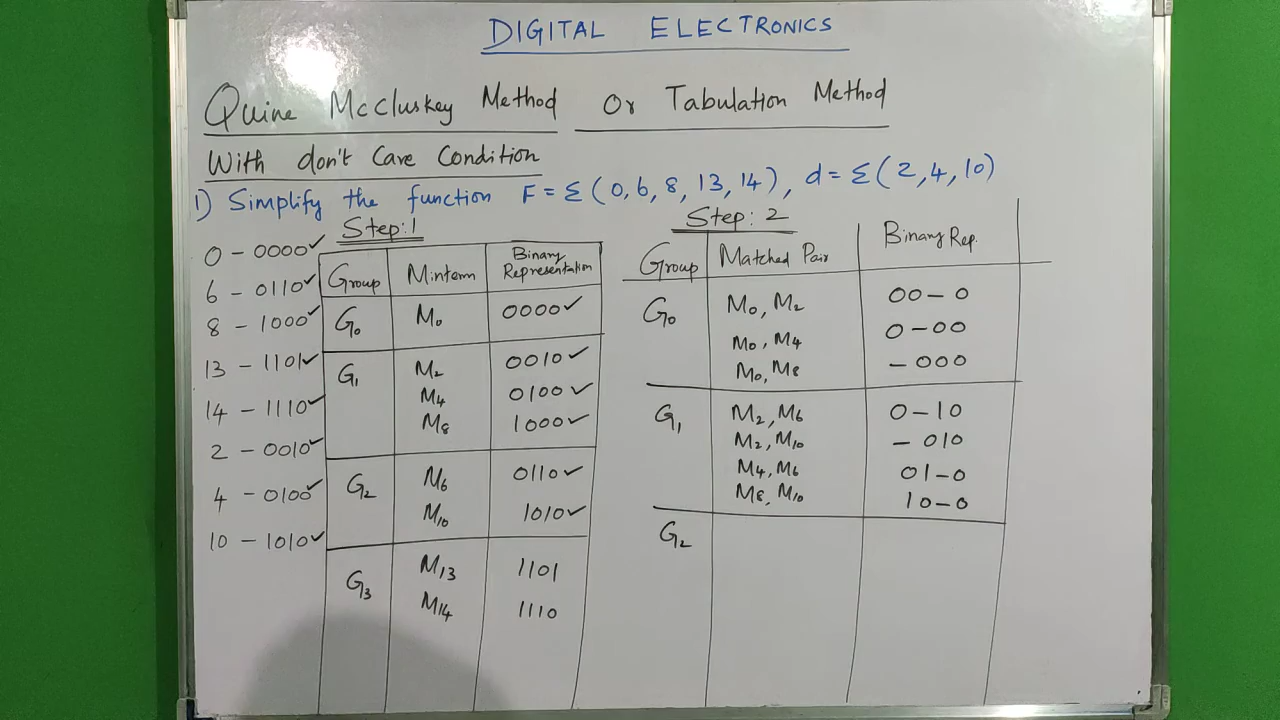 DIGITAL ELECTRONICS
Quine McCluskey Method Or Tabulation Method
With don't Care Condition
1) Simplify the function F = Σ (0, 6, 8, 13, 14), d = Σ (2, 4, 10)
0 - 0000 ✓
6 - 0110 ✓
8 - 1000 ✓
13 - 1101 ✓
14 - 1110 ✓
2 - 0010 ✓
4 - 0100 ✓
10 - 1010 ✓
Step: 1
Group Minterm Binary Representation
G₀ M₀ 0000 ✓
G₁ M₂ 0010 ✓
M₄ 0100 ✓
M₈ 1000 ✓
G₂ M₆ 0110 ✓
M₁₀ 1010 ✓
G₃ M₁₃ 1101
M₁₄ 1110
Step: 2
Group Matched Pair Binary Rep.
G₀ M₀, M₂ 00-0
M₀, M₄ 0-00
M₀, M₈ -000
G₁ M₂, M₆ 0-10
M₂, M₁₀ -010
M₄, M₆ 01-0
M₈, M₁₀ 10-0
G₂